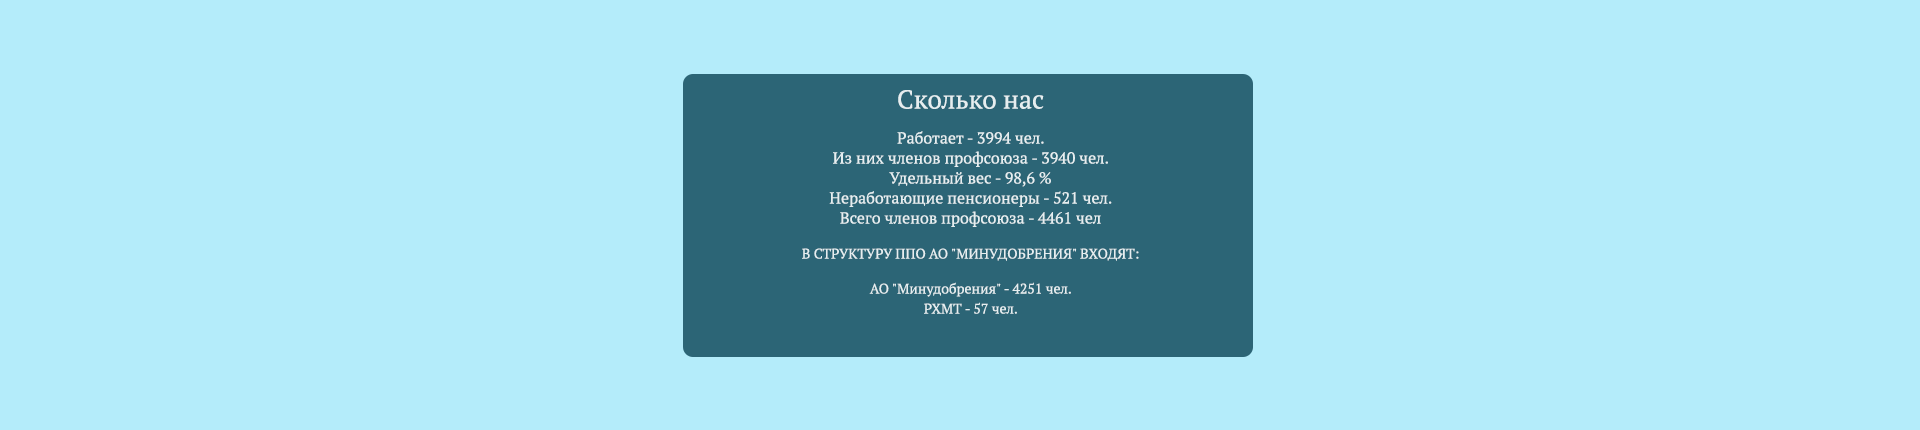 Сколько нас
Работает - 3994 чел.
Из них членов профсоюза - 3940 чел.
Удельный вес - 98,6 %
Неработающие пенсионеры - 521 чел.
Всего членов профсоюза - 4461 чел
В СТРУКТУРУ ППО АО "МИНУДОБРЕНИЯ" ВХОДЯТ:
АО "Минудобрения" - 4251 чел.
РХМТ - 57 чел.